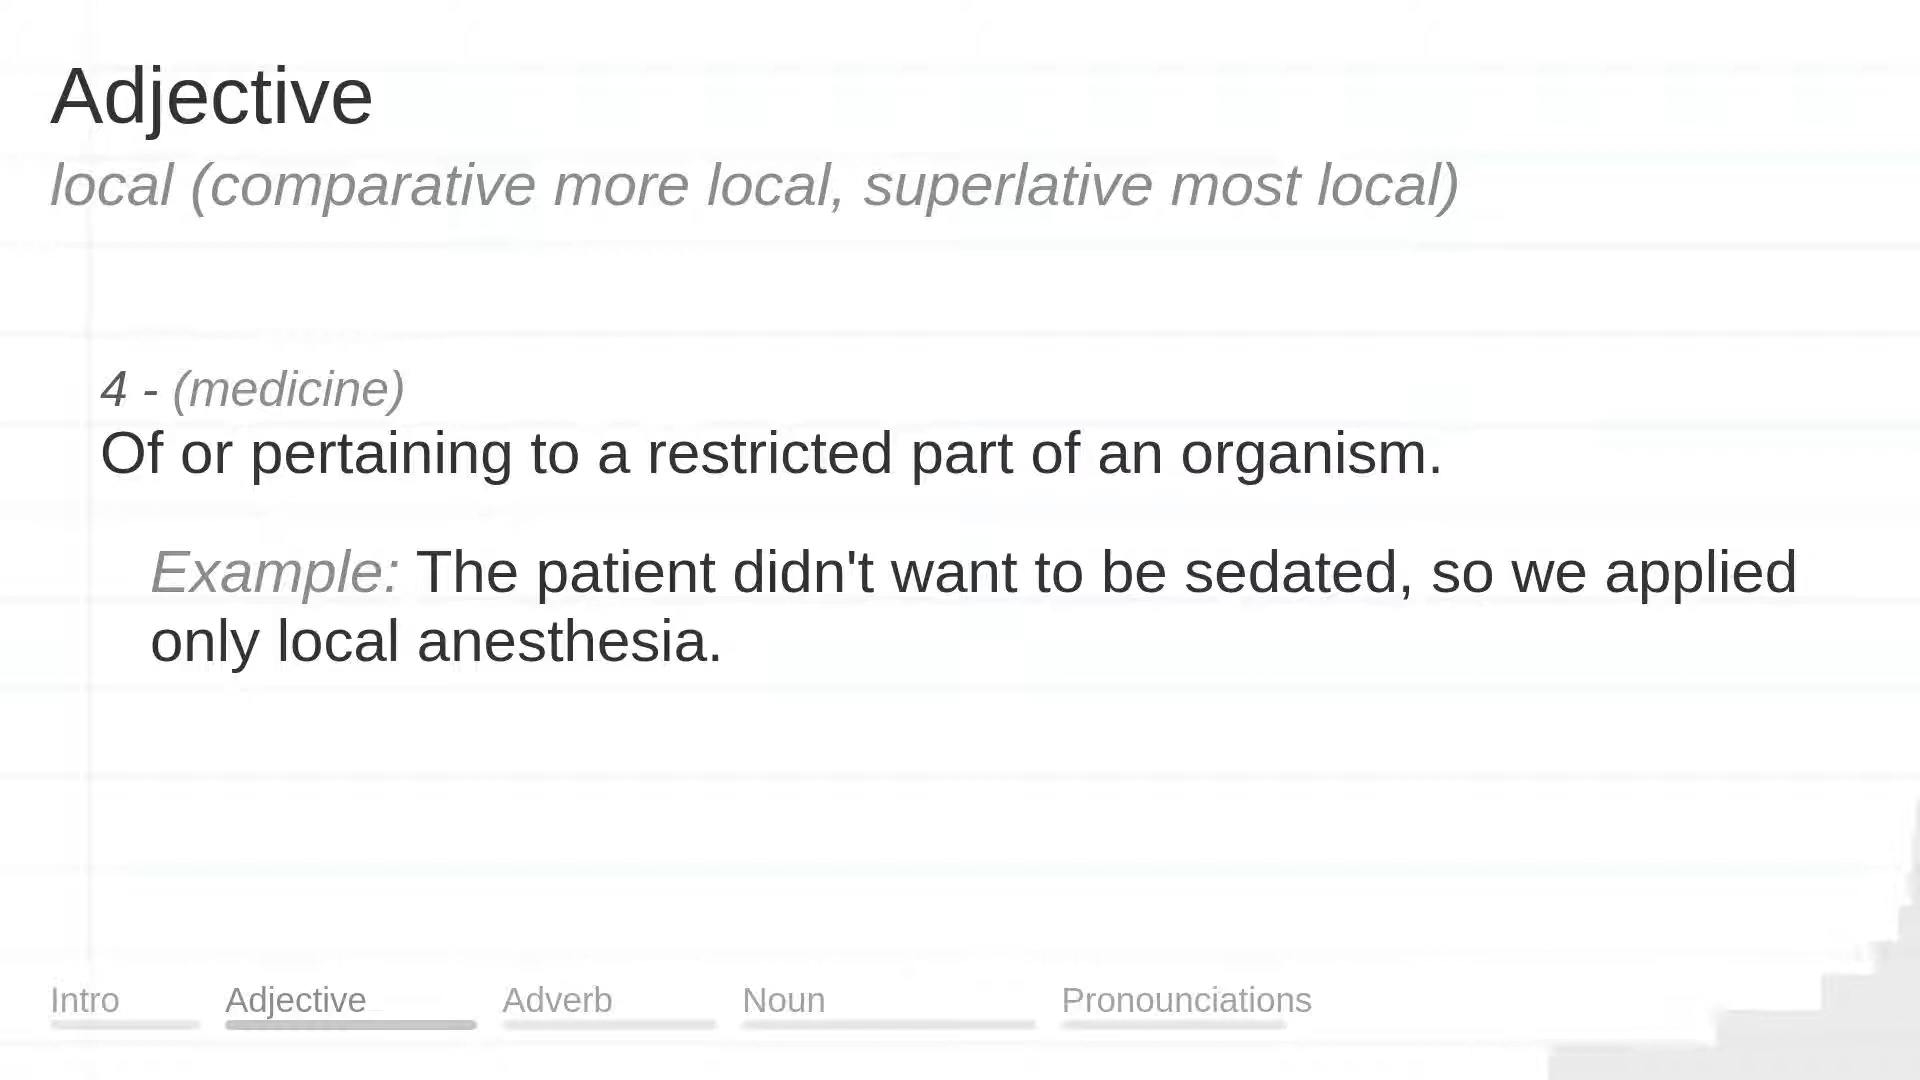 Adjective
local (comparative more local, superlative most local)
4 - (medicine)
Of or pertaining to a restricted part of an organism.
Example: The patient didn't want to be sedated, so we applied
only local anesthesia.
Intro Adjective Adverb Noun Pronounciations